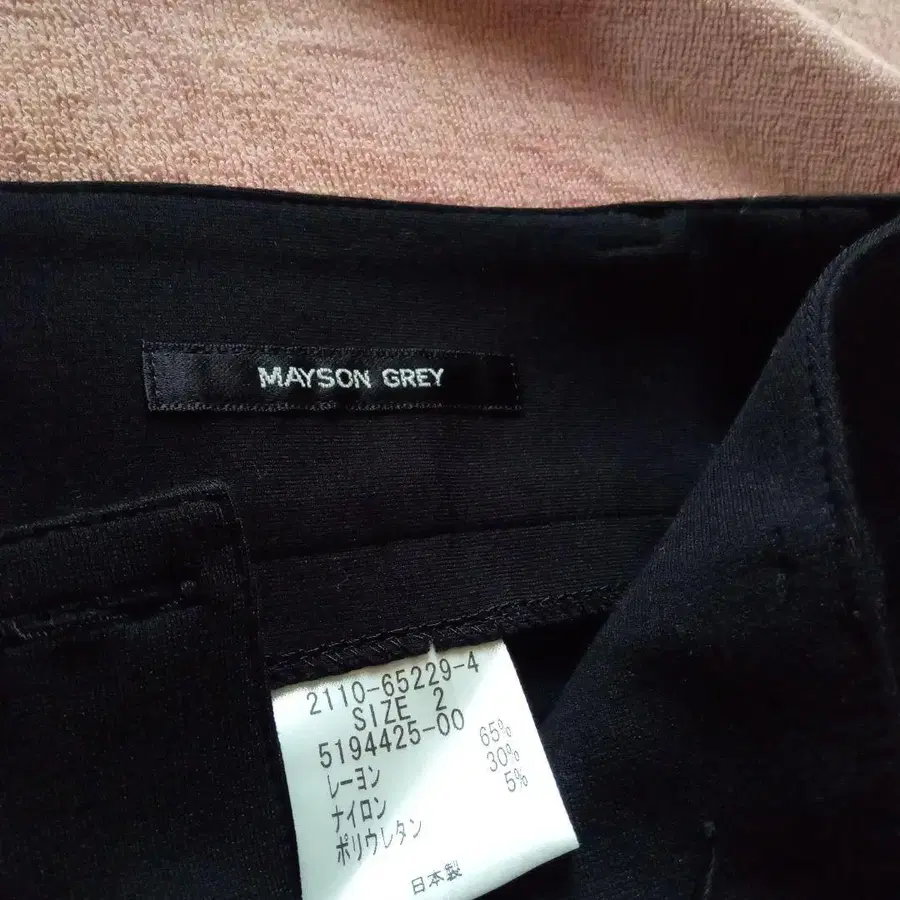 MAYSON GREY
2110-65229-4
SIZE 2
5194425-00
レーヨン 65%
ナイロン 30%
ポリウレタン 5%
日本製